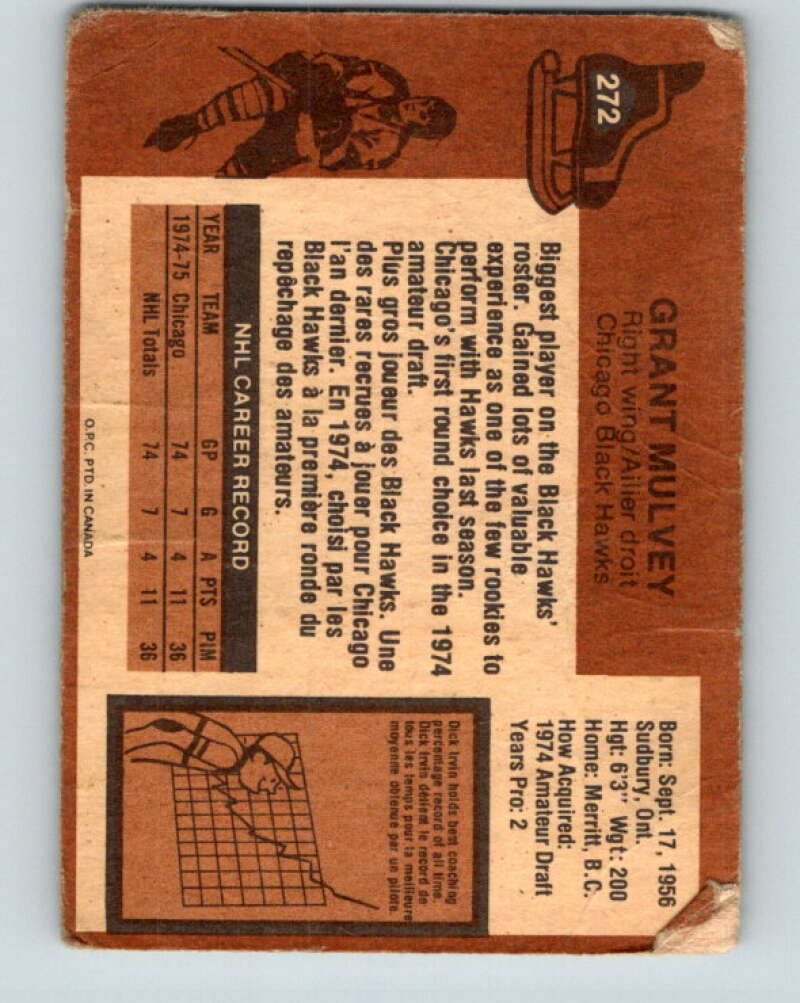 272
GRANT MULVEY
Right wing/Ailier droit
Chicago Black Hawks
Born: Sept. 17, 1956
Sudbury, Ont.
Hgt: 6'3" Wgt: 200
Home: Merritt, B.C.
How Acquired:
1974 Amateur Draft
Years Pro: 2
Biggest player on the Black Hawks'
roster. Gained lots of valuable
experience as one of the few rookies to
perform with Hawks last season.
Chicago's first round choice in the 1974
amateur draft.
Plus gros joueur des Black Hawks. Une
des rares recrues à jouer pour Chicago
l'an dernier. En 1974, choisi par les
Black Hawks à la première ronde du
repêchage des amateurs.
NHL CAREER RECORD
YEAR TEAM GP G A PTS PIM
1974-75 Chicago 74 7 4 11 36
NHL Totals 74 7 4 11 36
Dick Irvin holds best coaching
percentage record of all time.
Dick Irvin détient le record de
tous les temps pour la meilleure
moyenne obtenue par un pilote.
O.P.C. PTD. IN CANADA